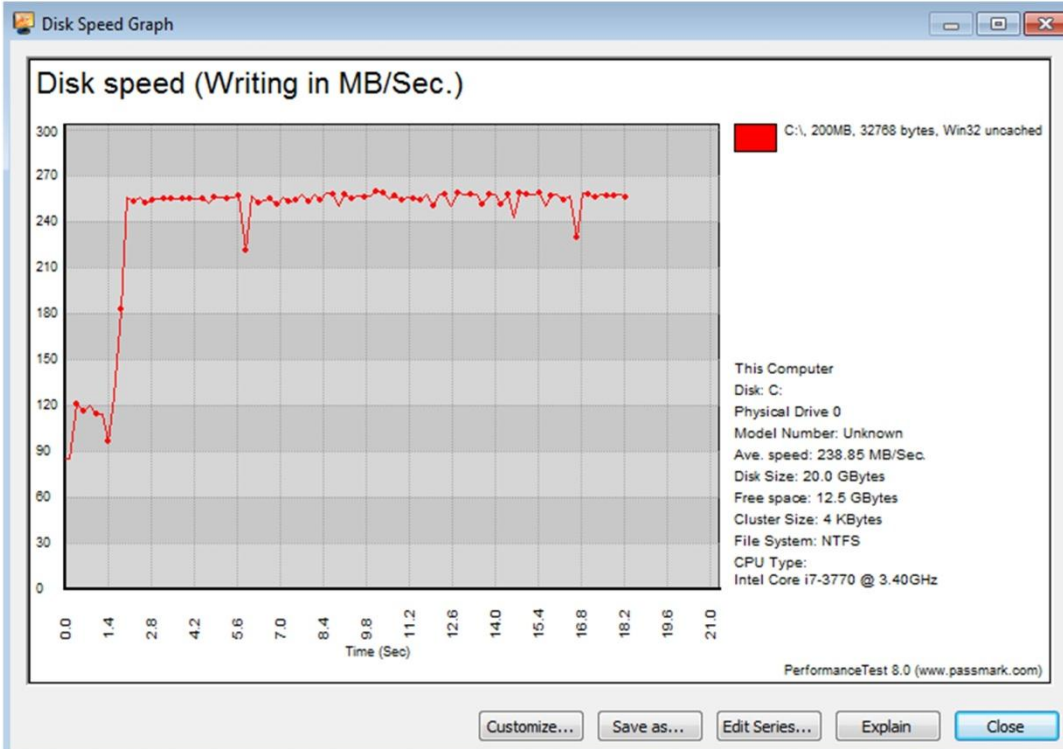 Disk Speed Graph
Disk speed (Writing in MB/Sec.)
300
270
240
210
180
150
120
90
60
30
0
0.0
1.4
2.8
4.2
5.6
7.0
8.4
9.8
11.2
12.6
14.0
15.4
16.8
18.2
19.6
21.0
Time (Sec)
C:\, 200MB, 32768 bytes, Win32 uncached
This Computer
Disk: C:
Physical Drive 0
Model Number: Unknown
Ave. speed: 238.85 MB/Sec.
Disk Size: 20.0 GBytes
Free space: 12.5 GBytes
Cluster Size: 4 KBytes
File System: NTFS
CPU Type:
Intel Core i7-3770 @ 3.40GHz
PerformanceTest 8.0 (www.passmark.com)
Customize...
Save as...
Edit Series...
Explain
Close